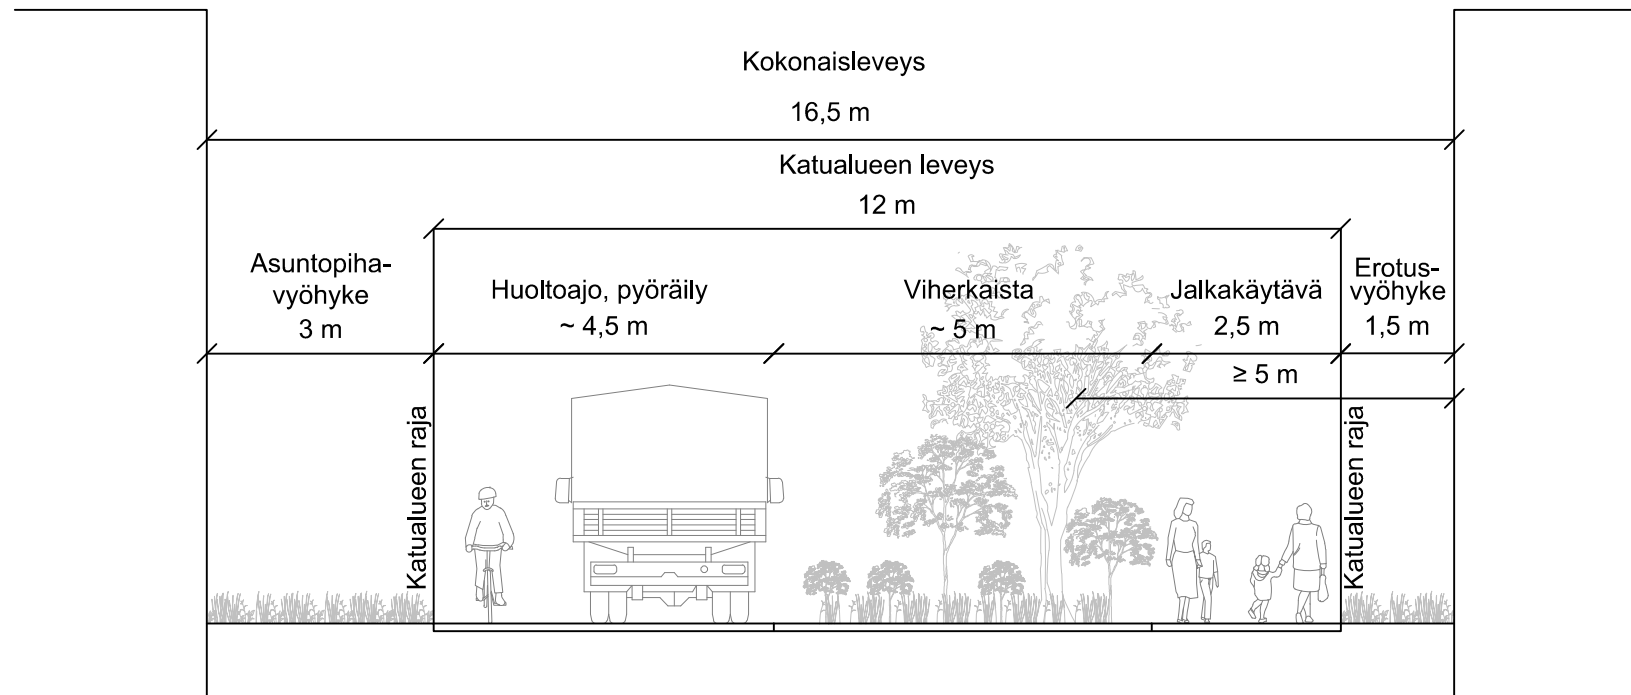 Kokonaisleveys
16,5 m
Katualueen leveys
12 m
Asuntopiha-
vyöhyke
3 m
Huoltoajo, pyöräily
~ 4,5 m
Viherkaista
~ 5 m
Jalkakäytävä
2,5 m
Erotus-
vyöhyke
1,5 m
≥ 5 m
Katualueen raja
Katualueen raja